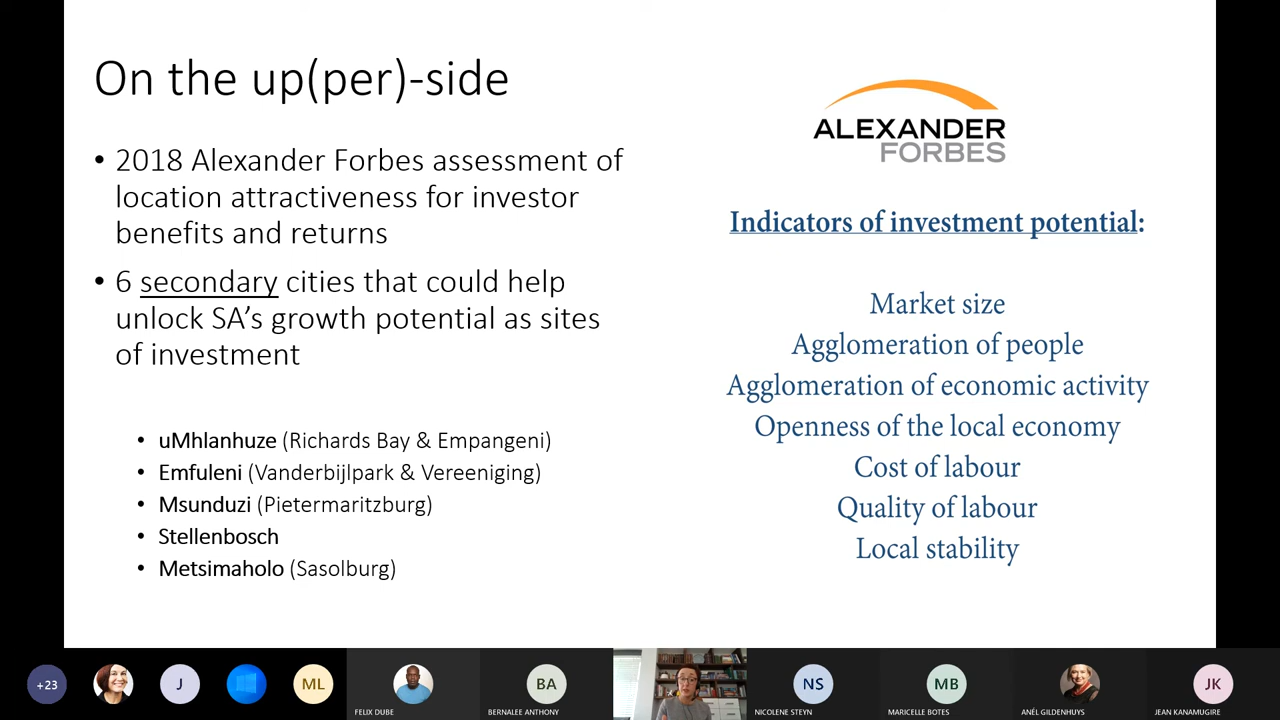 On the up(per)-side
• 2018 Alexander Forbes assessment of
location attractiveness for investor
benefits and returns
• 6 secondary cities that could help
unlock SA’s growth potential as sites
of investment
• uMhlanhuze (Richards Bay & Empangeni)
• Emfuleni (Vanderbijlpark & Vereeniging)
• Msunduzi (Pietermaritzburg)
• Stellenbosch
• Metsimaholo (Sasolburg)
ALEXANDER
FORBES
Indicators of investment potential:
Market size
Agglomeration of people
Agglomeration of economic activity
Openness of the local economy
Cost of labour
Quality of labour
Local stability
+23
J
ML
FELIX DUBE
BA
BERNALEE ANTHONY
NS
NICOLENE STEYN
MB
MARICELLE BOTES
ANÉL GILDENHUYS
JK
JEAN KANAMUGIRE